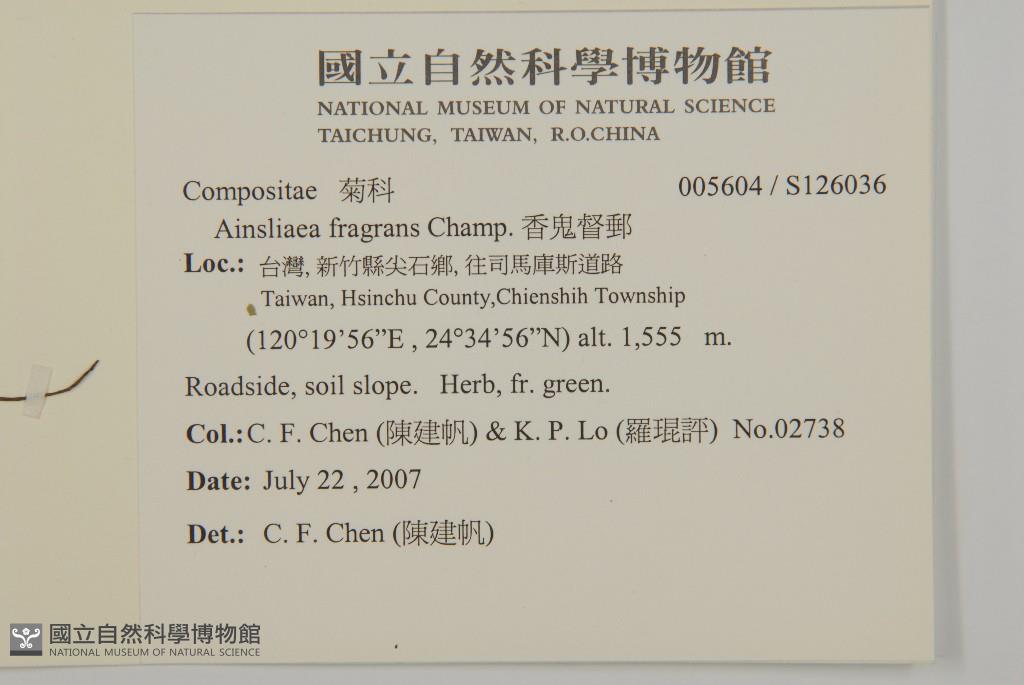 國立自然科學博物館
NATIONAL MUSEUM OF NATURAL SCIENCE
TAICHUNG, TAIWAN, R.O.CHINA
Compositae 菊科 005604 / S126036
Ainsliaea fragrans Champ. 香鬼督郵
Loc.: 台灣, 新竹縣尖石鄉, 往司馬庫斯道路
Taiwan, Hsinchu County,Chienshih Township
(120°19’56”E , 24°34’56”N) alt. 1,555 m.
Roadside, soil slope. Herb, fr. green.
Col.: C. F. Chen (陳建帆) & K. P. Lo (羅琨評) No.02738
Date: July 22 , 2007
Det.: C. F. Chen (陳建帆)
國立自然科學博物館
NATIONAL MUSEUM OF NATURAL SCIENCE